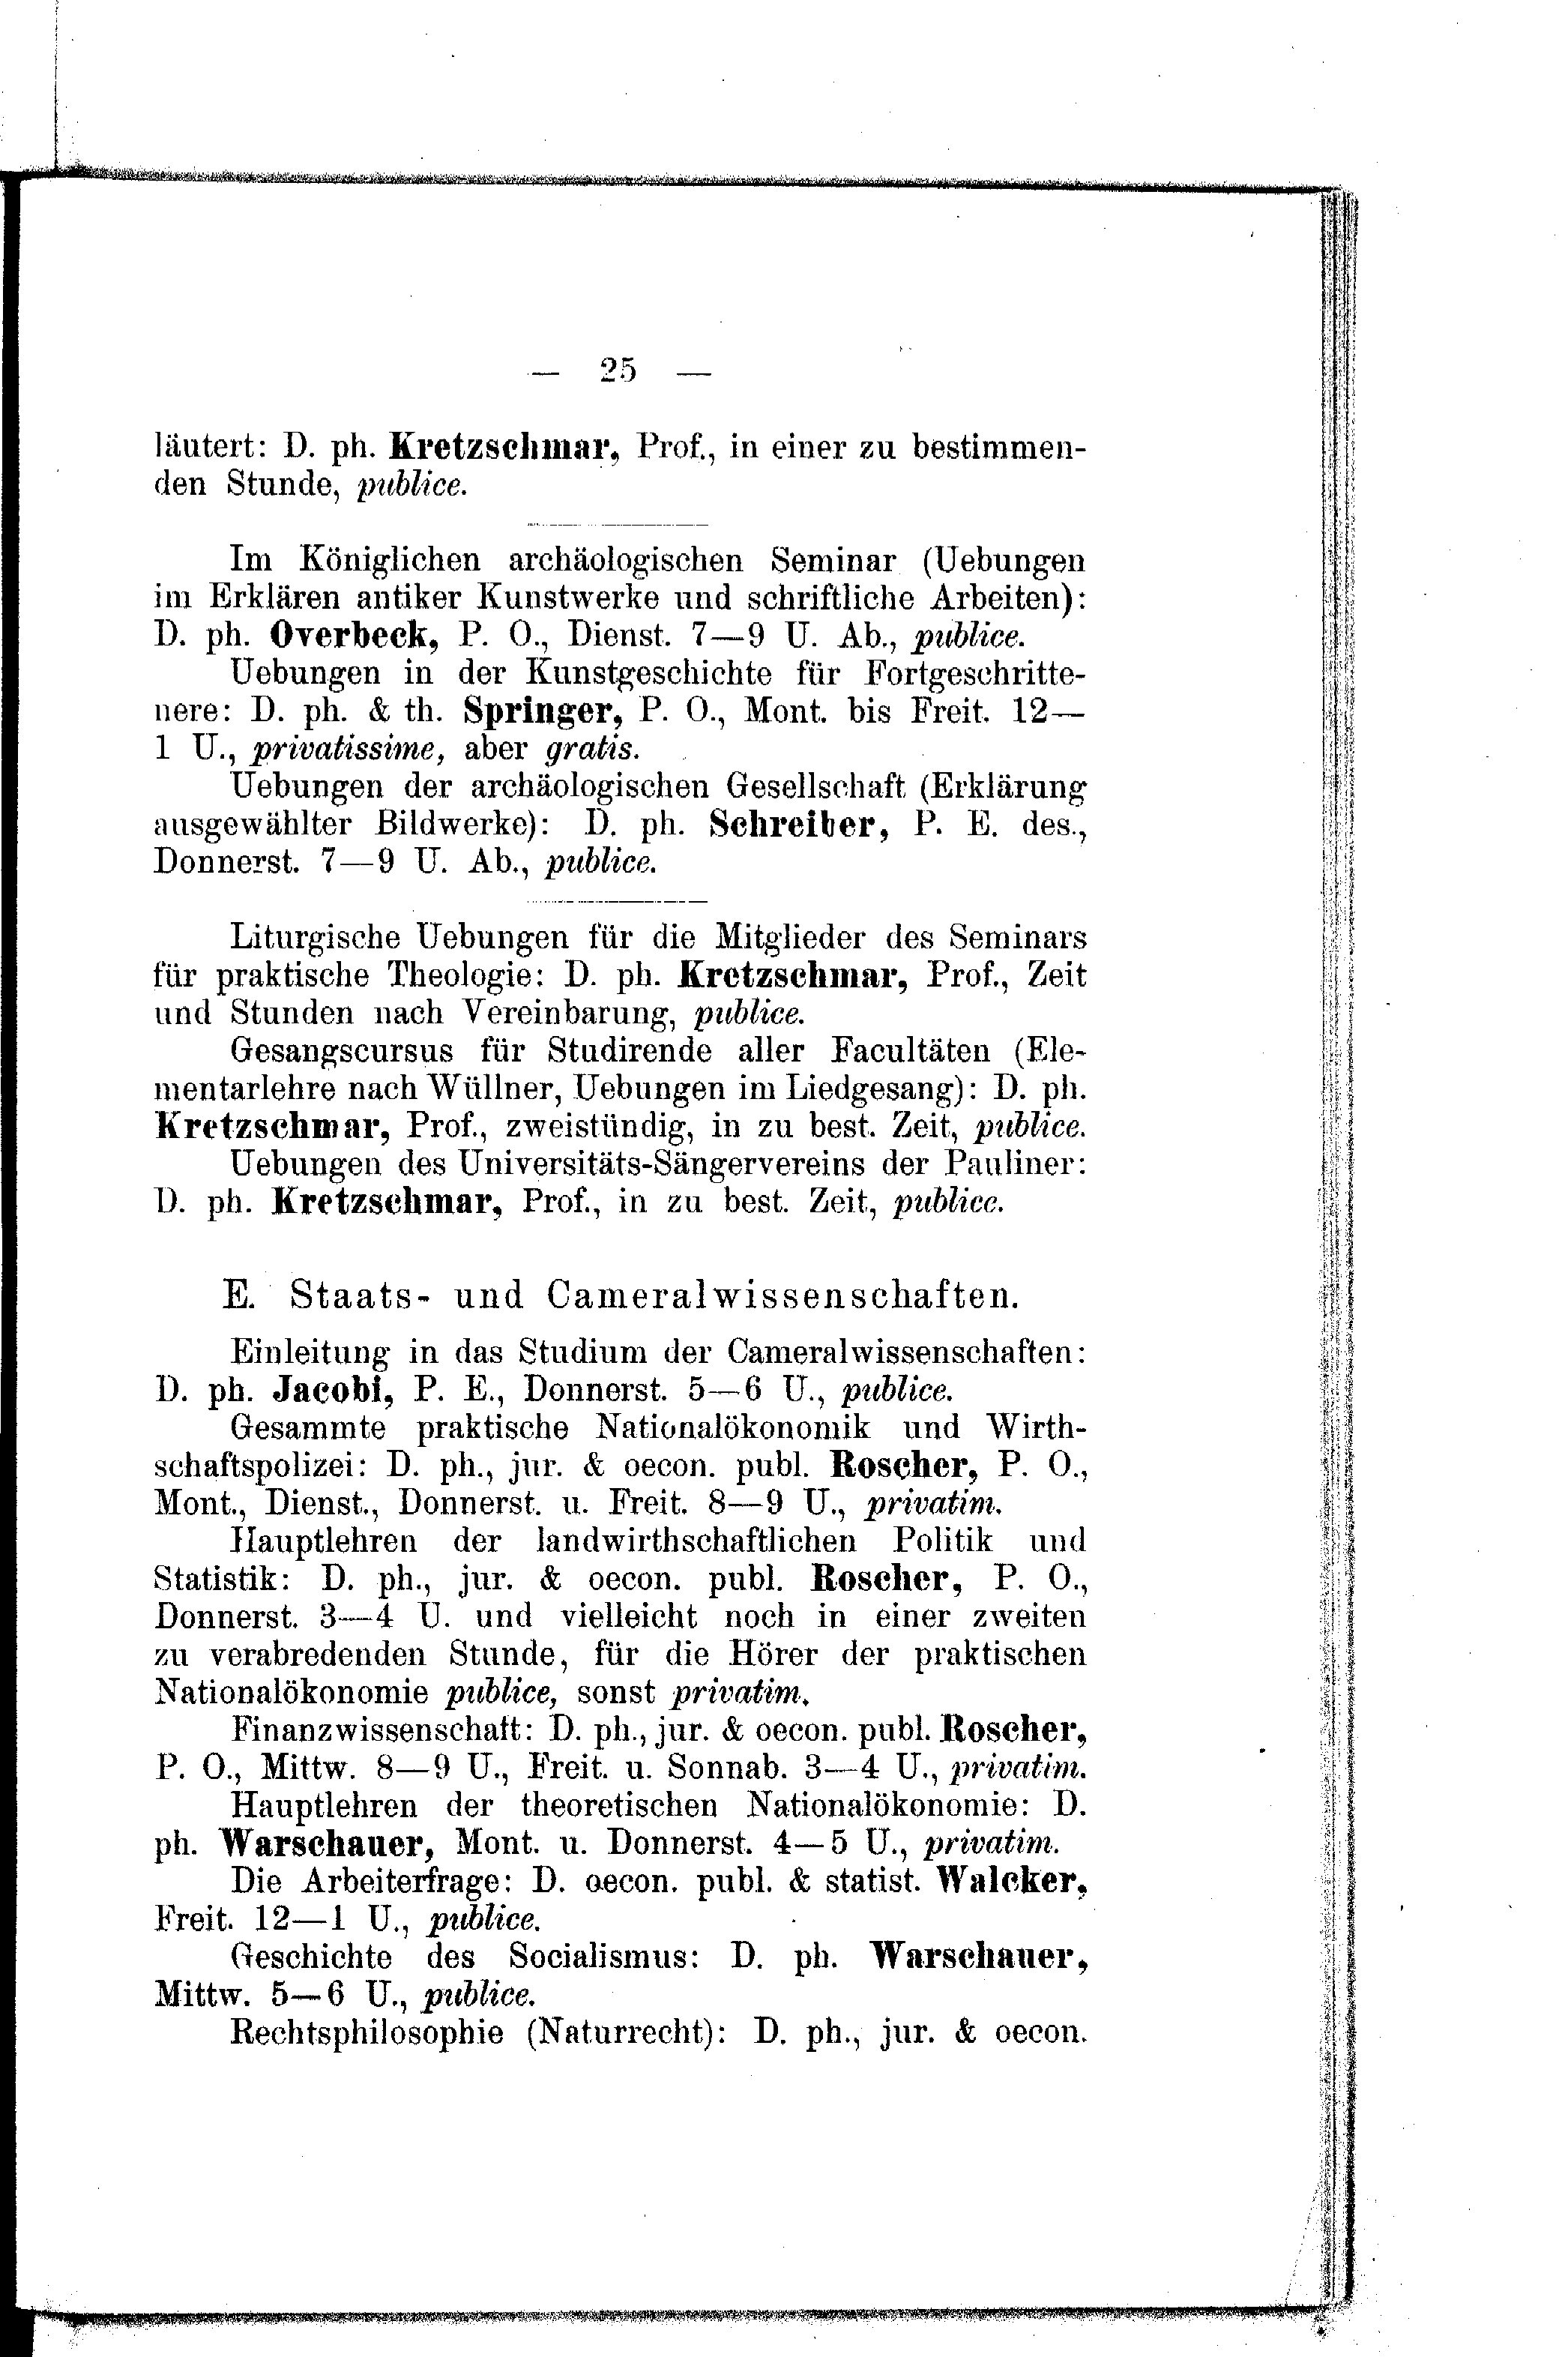 — 25 —
läutert: D. ph. Kretzschmar, Prof., in einer zu bestimmen-
den Stunde, publice.
Im Königlichen archäologischen Seminar (Uebungen
im Erklären antiker Kunstwerke und schriftliche Arbeiten):
D. ph. Overbeck, P. O., Dienst. 7—9 U. Ab., publice.
Uebungen in der Kunstgeschichte für Fortgeschritte-
nere: D. ph. & th. Springer, P. O., Mont. bis Freit. 12—
1 U., privatissime, aber gratis.
Uebungen der archäologischen Gesellschaft (Erklärung
ausgewählter Bildwerke): D. ph. Schreiber, P. E. des.,
Donnerst. 7—9 U. Ab., publice.
Liturgische Uebungen für die Mitglieder des Seminars
für praktische Theologie: D. ph. Kretzschmar, Prof., Zeit
und Stunden nach Vereinbarung, publice.
Gesangscursus für Studirende aller Facultäten (Ele-
mentarlehre nach Wüllner, Uebungen im Liedgesang): D. ph.
Kretzschmar, Prof., zweistündig, in zu best. Zeit, publice.
Uebungen des Universitäts-Sängervereins der Pauliner:
D. ph. Kretzschmar, Prof., in zu best. Zeit, publice.
E. Staats- und Cameralwissenschaften.
Einleitung in das Studium der Cameralwissenschaften:
D. ph. Jacobi, P. E., Donnerst. 5—6 U., publice.
Gesammte praktische Nationalökonomik und Wirth-
schaftspolizei: D. ph., jur. & oecon. publ. Roscher, P. O.,
Mont., Dienst., Donnerst. u. Freit. 8—9 U., privatim.
Hauptlehren der landwirthschaftlichen Politik und
Statistik: D. ph., jur. & oecon. publ. Roscher, P. O.,
Donnerst. 3—4 U. und vielleicht noch in einer zweiten
zu verabredenden Stunde, für die Hörer der praktischen
Nationalökonomie publice, sonst privatim.
Finanzwissenschaft: D. ph., jur. & oecon. publ. Roscher,
P. O., Mittw. 8—9 U., Freit. u. Sonnab. 3—4 U., privatim.
Hauptlehren der theoretischen Nationalökonomie: D.
ph. Warschauer, Mont. u. Donnerst. 4—5 U., privatim.
Die Arbeiterfrage: D. oecon. publ. & statist. Walcker,
Freit. 12—1 U., publice.
Geschichte des Socialismus: D. ph. Warschauer,
Mittw. 5—6 U., publice.
Rechtsphilosophie (Naturrecht): D. ph., jur. & oecon.